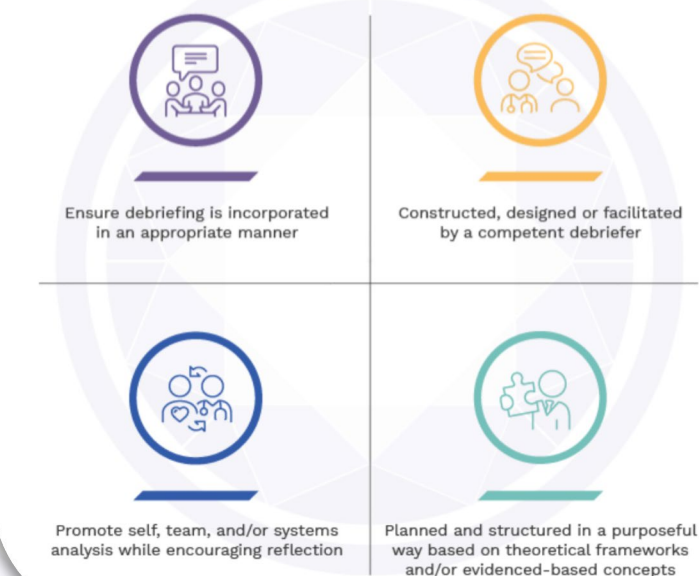 Ensure debriefing is incorporated
in an appropriate manner
Constructed, designed or facilitated
by a competent debriefer
Promote self, team, and/or systems
analysis while encouraging reflection
Planned and structured in a purposeful
way based on theoretical frameworks
and/or evidenced-based concepts